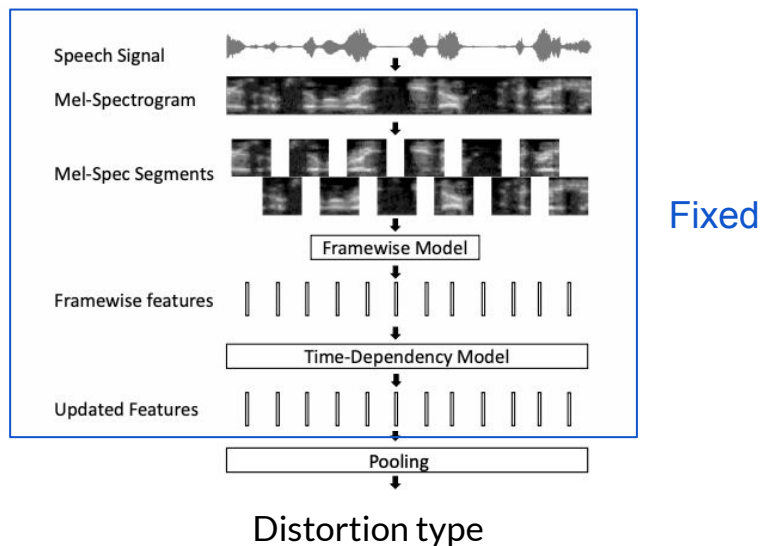 Speech Signal
Mel-Spectrogram
Mel-Spec Segments
Fixed
Framewise Model
Framewise features
Time-Dependency Model
Updated Features
Pooling
Distortion type